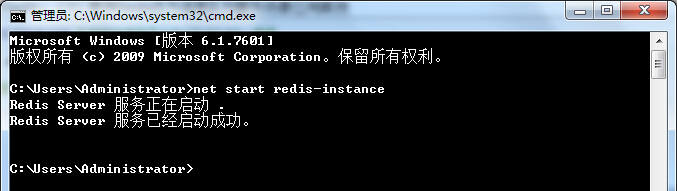 管理员: C:\Windows\system32\cmd.exe
Microsoft Windows [版本 6.1.7601]
版权所有 (c) 2009 Microsoft Corporation。保留所有权利。
C:\Users\Administrator>net start redis-instance
Redis Server 服务正在启动 .
Redis Server 服务已经启动成功。
C:\Users\Administrator>